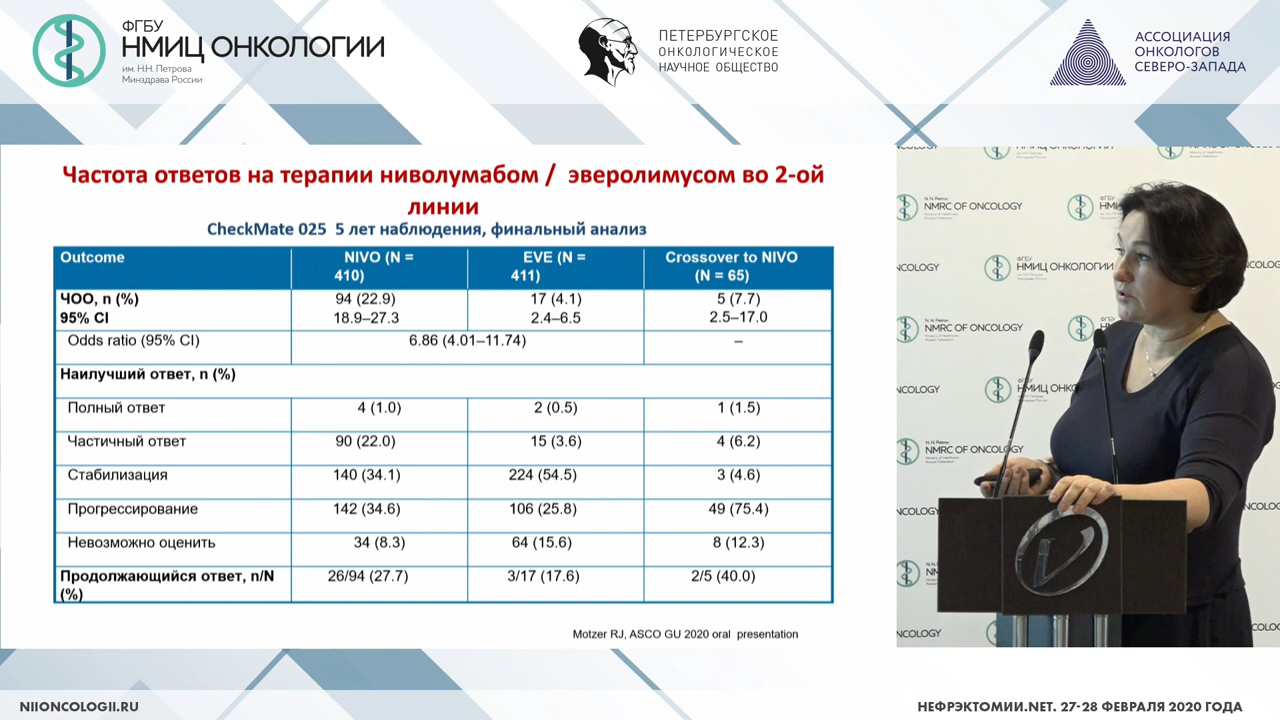 ФГБУ
НМИЦ ОНКОЛОГИИ
им. Н.Н. Петрова
Минздрава России
ПЕТЕРБУРГСКОЕ
ОНКОЛОГИЧЕСКОЕ
НАУЧНОЕ ОБЩЕСТВО
АССОЦИАЦИЯ
ОНКОЛОГОВ
СЕВЕРО-ЗАПАДА
Частота ответов на терапии ниволумабом / эверолимусом во 2-ой
линии
CheckMate 025 5 лет наблюдения, финальный анализ
Outcome NIVO (N = 410) EVE (N = 411) Crossover to NIVO (N = 65)
ЧОО, n (%) 94 (22.9) 17 (4.1) 5 (7.7)
95% CI 18.9–27.3 2.4–6.5 2.5–17.0
Odds ratio (95% CI) 6.86 (4.01–11.74) –
Наилучший ответ, n (%)
Полный ответ 4 (1.0) 2 (0.5) 1 (1.5)
Частичный ответ 90 (22.0) 15 (3.6) 4 (6.2)
Стабилизация 140 (34.1) 224 (54.5) 3 (4.6)
Прогрессирование 142 (34.6) 106 (25.8) 49 (75.4)
Невозможно оценить 34 (8.3) 64 (15.6) 8 (12.3)
Продолжающийся ответ, n/N (%) 26/94 (27.7) 3/17 (17.6) 2/5 (40.0)
Motzer RJ, ASCO GU 2020 oral presentation
NMRC OF ONCOLOGY
ФГБУ
НМИЦ ОНКОЛОГИИ
NMRC OF ONCOLOGY
NMRC OF ONCOLOGY
NIIONCOLOGII.RU
НЕФРЭКТОМИИ.NET. 27-28 ФЕВРАЛЯ 2020 ГОДА